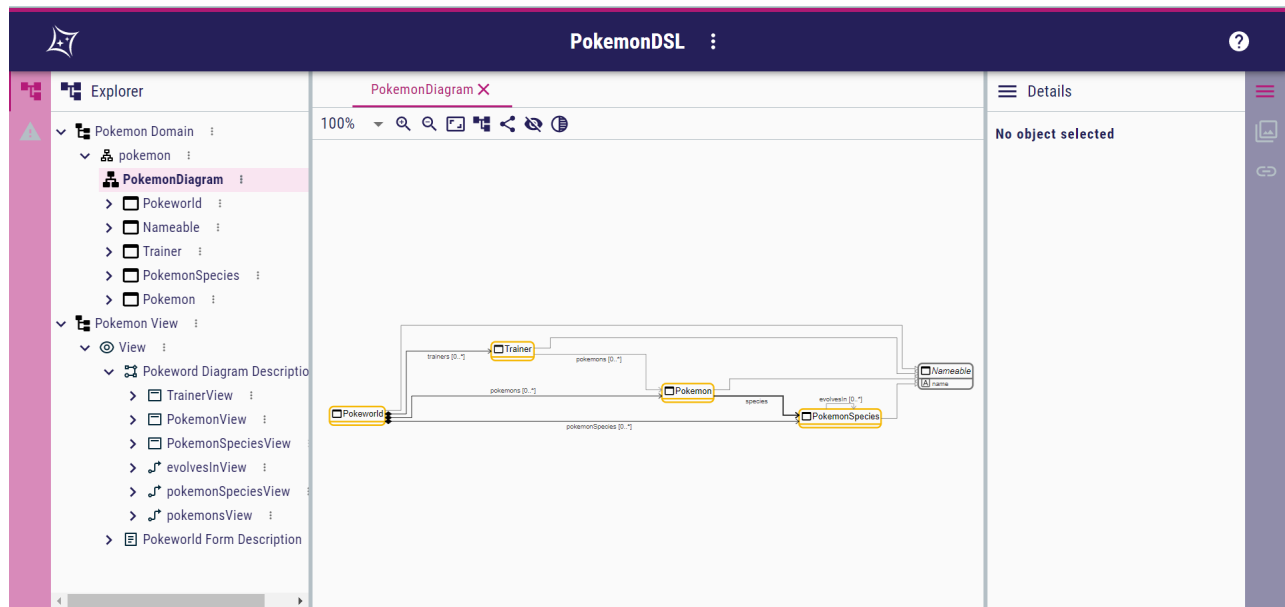 PokemonDSL
Explorer
PokemonDiagram
Details
100%
No object selected
Pokemon Domain
pokemon
PokemonDiagram
Pokeworld
Nameable
Trainer
PokemonSpecies
Pokemon
Pokemon View
View
Pokeword Diagram Descriptio
TrainerView
PokemonView
PokemonSpeciesView
evolvesInView
pokemonSpeciesView
pokemonsView
Pokeworld Form Description
Trainer
trainers [0..*]
pokemons [0..*]
Nameable
A name
pokemons [0..*]
Pokemon
species
evolvesIn [0..*]
Pokeworld
PokemonSpecies
pokemonSpecies [0..*]